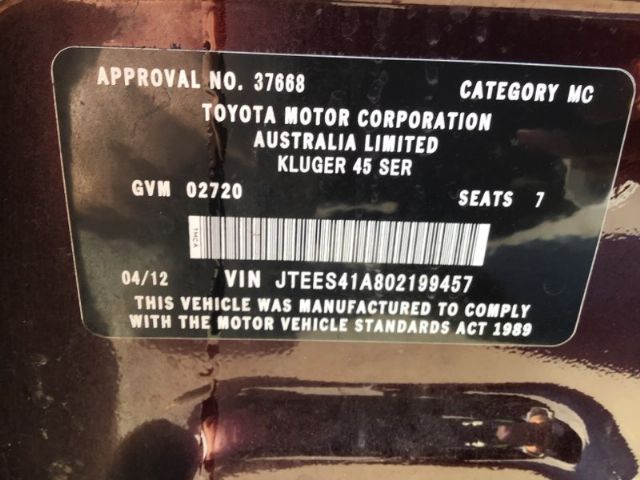 APPROVAL NO. 37668 CATEGORY MC
TOYOTA MOTOR CORPORATION
AUSTRALIA LIMITED
KLUGER 45 SER
GVM 02720 SEATS 7
TMCA
04/12 VIN JTEES41A802199457
THIS VEHICLE WAS MANUFACTURED TO COMPLY
WITH THE MOTOR VEHICLE STANDARDS ACT 1989